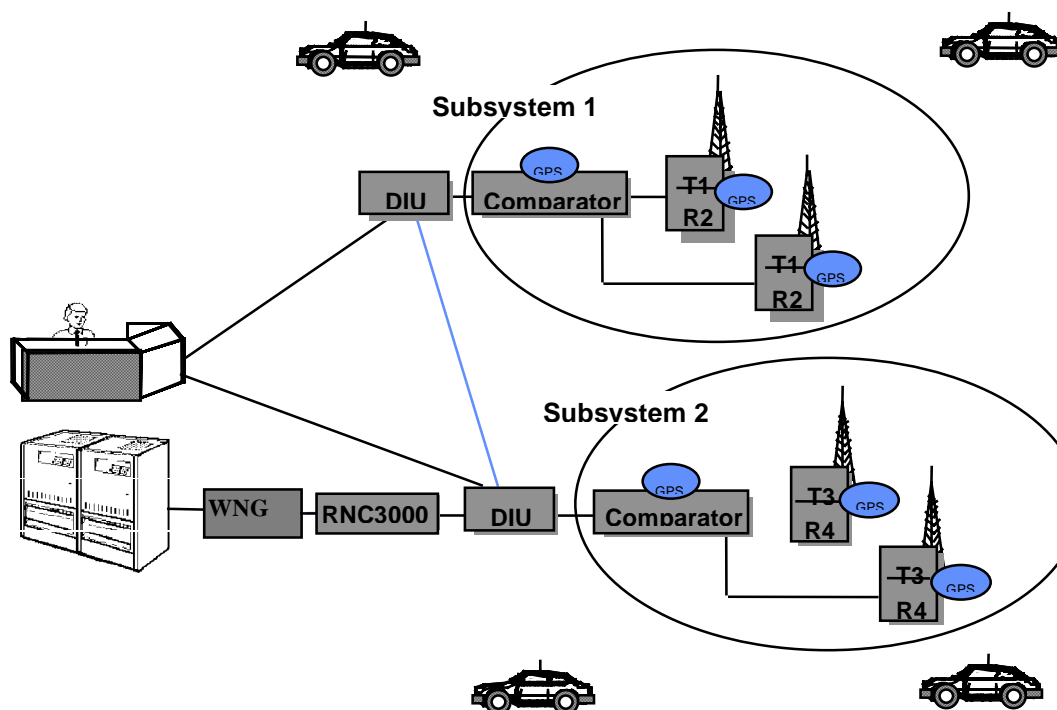 Subsystem 1
GPS
DIU
Comparator
T1
R2
GPS
T1
R2
GPS
Subsystem 2
GPS
WNG
RNC3000
DIU
Comparator
T3
R4
GPS
T3
R4
GPS